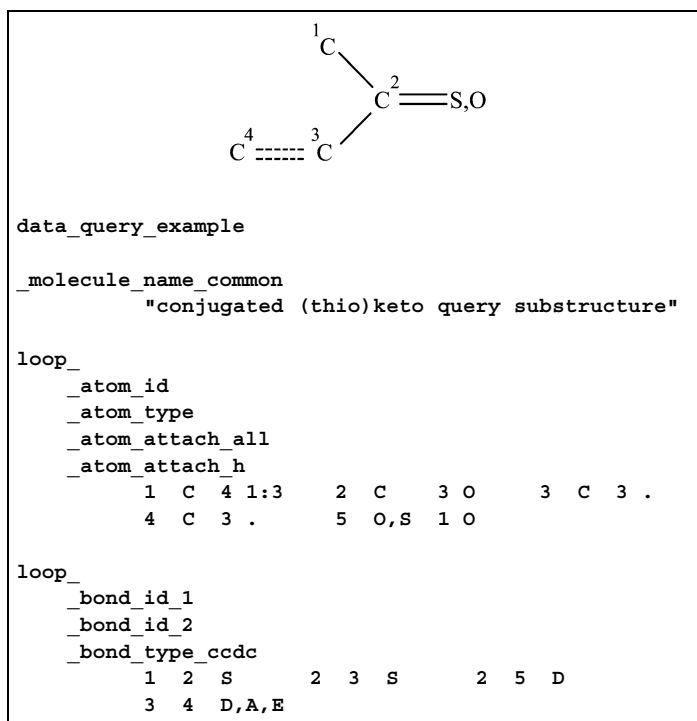 1
C
2
C S,O
4 3
C C
data_query_example
_molecule_name_common
"conjugated (thio)keto query substructure"
loop_
_atom_id
_atom_type
_atom_attach_all
_atom_attach_h
1 C 4 1:3 2 C 3 O 3 C 3 .
4 C 3 . 5 O,S 1 O
loop_
_bond_id_1
_bond_id_2
_bond_type_ccdc
1 2 S 2 3 S 2 5 D
3 4 D,A,E